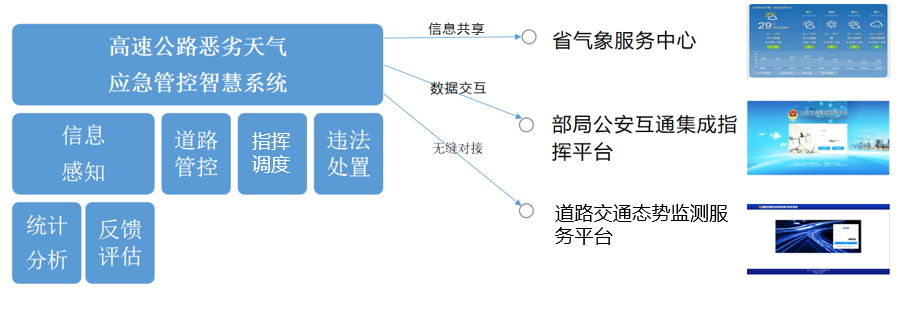 高速公路恶劣天气
应急管控智慧系统
信息
感知
道路
管控
指挥
调度
违法
处置
统计
分析
反馈
评估
信息共享
数据交互
无缝对接
省气象服务中心
部局公安互通集成指
挥平台
道路交通态势监测服
务平台
29